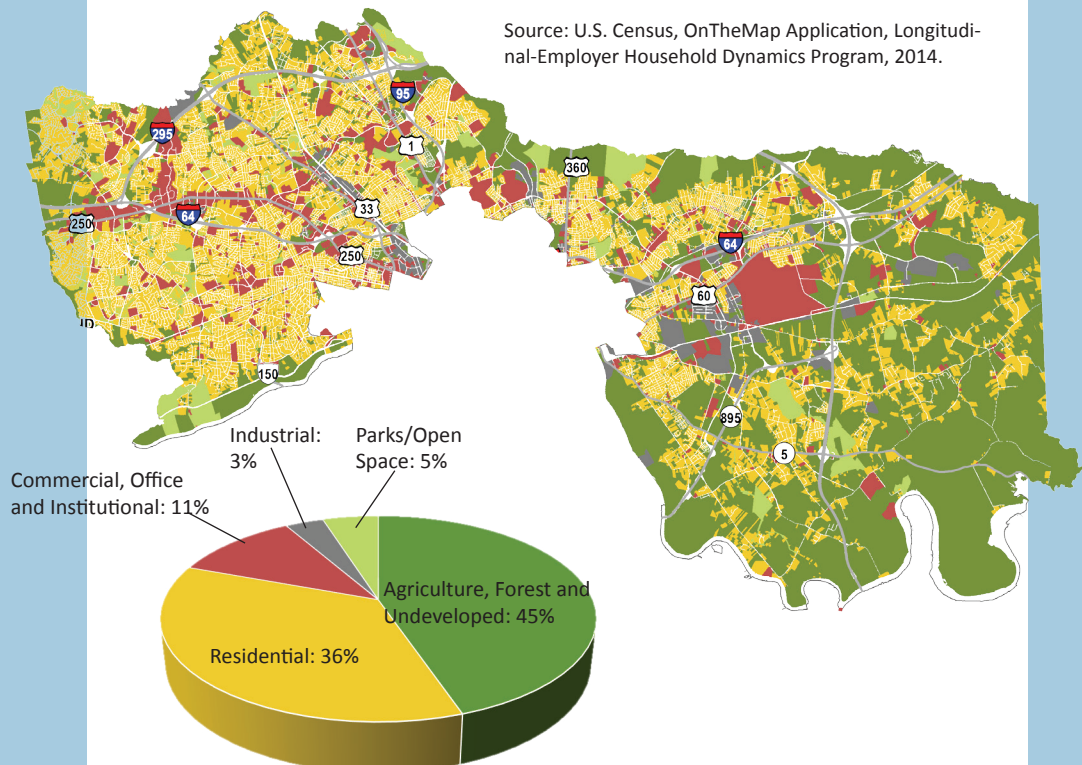 Source: U.S. Census, OnTheMap Application, Longitudi-
nal-Employer Household Dynamics Program, 2014.
95
295
1
360
33
64
250
250
64
60
ID
150
895
5
Industrial:
3%
Parks/Open
Space: 5%
Commercial, Office
and Institutional: 11%
Agriculture, Forest and
Undeveloped: 45%
Residential: 36%